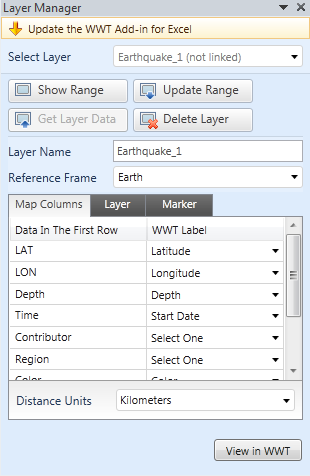 Layer Manager
Update the WWT Add-in for Excel
Select Layer Earthquake_1 (not linked)
Show Range Update Range
Get Layer Data Delete Layer
Layer Name Earthquake_1
Reference Frame Earth
Map Columns Layer Marker
Data In The First Row WWT Label
LAT Latitude
LON Longitude
Depth Depth
Time Start Date
Contributor Select One
Region Select One
Color Color
Distance Units Kilometers
View in WWT